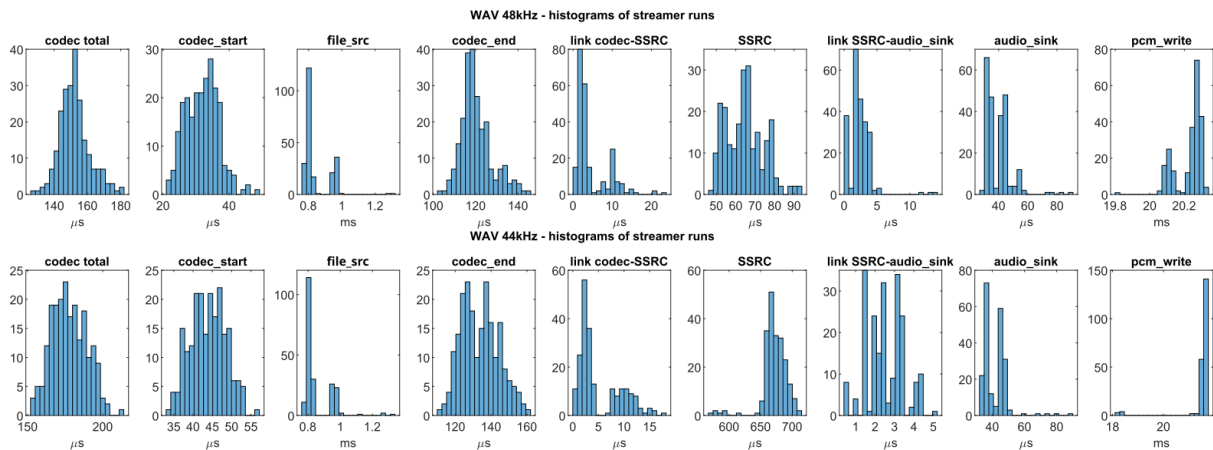 WAV 48kHz - histograms of streamer runs
codec total codec_start file_src codec_end link codec-SSRC SSRC link SSRC-audio_sink audio_sink pcm_write
40 30 40 80 80 80
30 20 100 30 60 30 60 60 60
20 20 40 20 40 40 40
10 50 10 10
10 20 20 20 20
0 0 0 0 0 0 0 0 0
140 160 180 20 40 0.8 1 1.2 100 120 140 0 10 20 50 60 70 80 90 0 5 10 40 60 80 19.8 20 20.2
μs μs ms μs μs μs μs μs ms
WAV 44kHz - histograms of streamer runs
codec total codec_start file_src codec_end link codec-SSRC SSRC link SSRC-audio_sink audio_sink pcm_write
25 25 25 80 150
20 20 100 20 60 60 30 60
15 15 15 40 40 20 40 100
10 10 50 10
5 5 5 20 20 10 20 50
0 0 0 0 0 0 0 0 0
150 200 35 40 45 50 55 0.8 1 1.2 120 140 160 0 5 10 15 600 650 700 1 2 3 4 5 40 60 80 18 20
μs μs ms μs μs μs μs μs ms